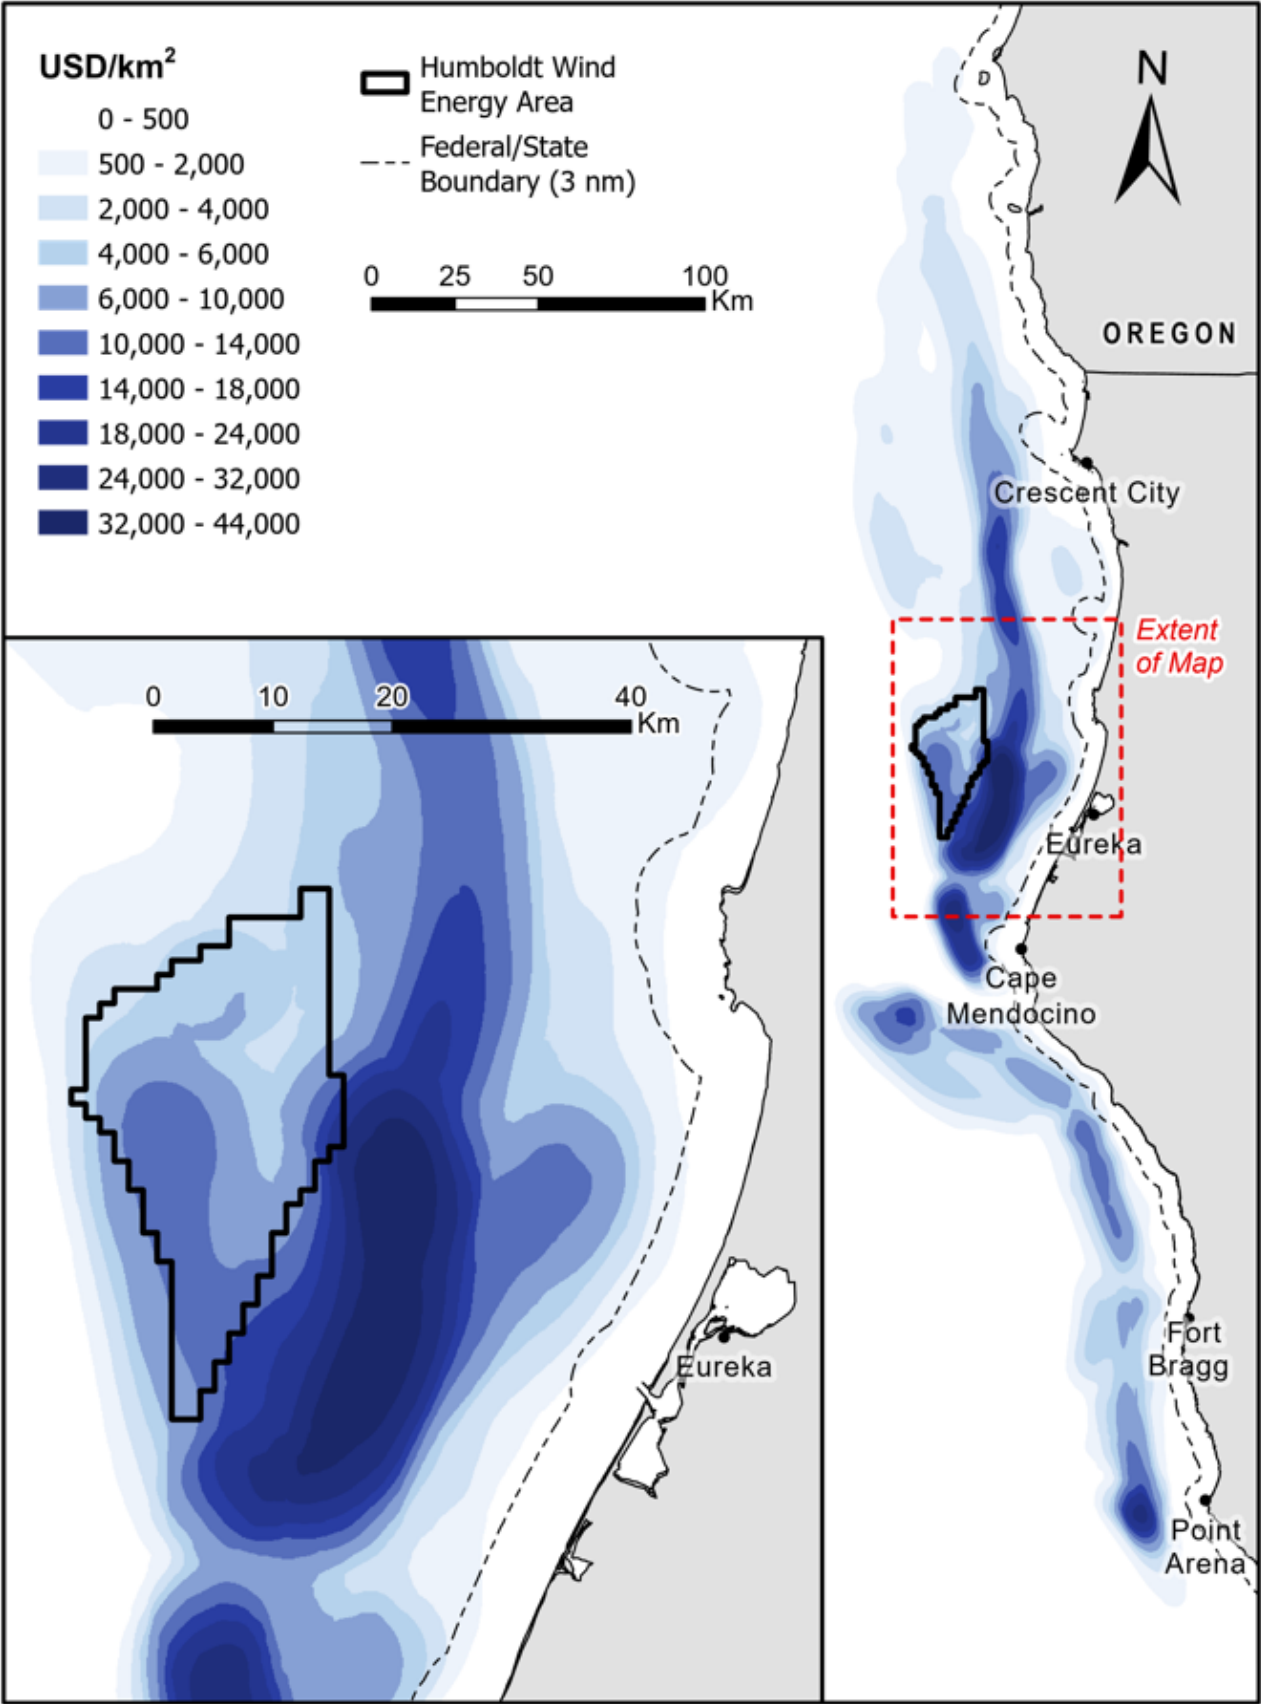 USD/km²
0 - 500
500 - 2,000
2,000 - 4,000
4,000 - 6,000
6,000 - 10,000
10,000 - 14,000
14,000 - 18,000
18,000 - 24,000
24,000 - 32,000
32,000 - 44,000
Humboldt Wind
Energy Area
Federal/State
Boundary (3 nm)
0 25 50 100
Km
N
OREGON
Crescent City
Extent
of Map
Eureka
Cape
Mendocino
Fort
Bragg
Point
Arena
0 10 20 40
Km
Eureka